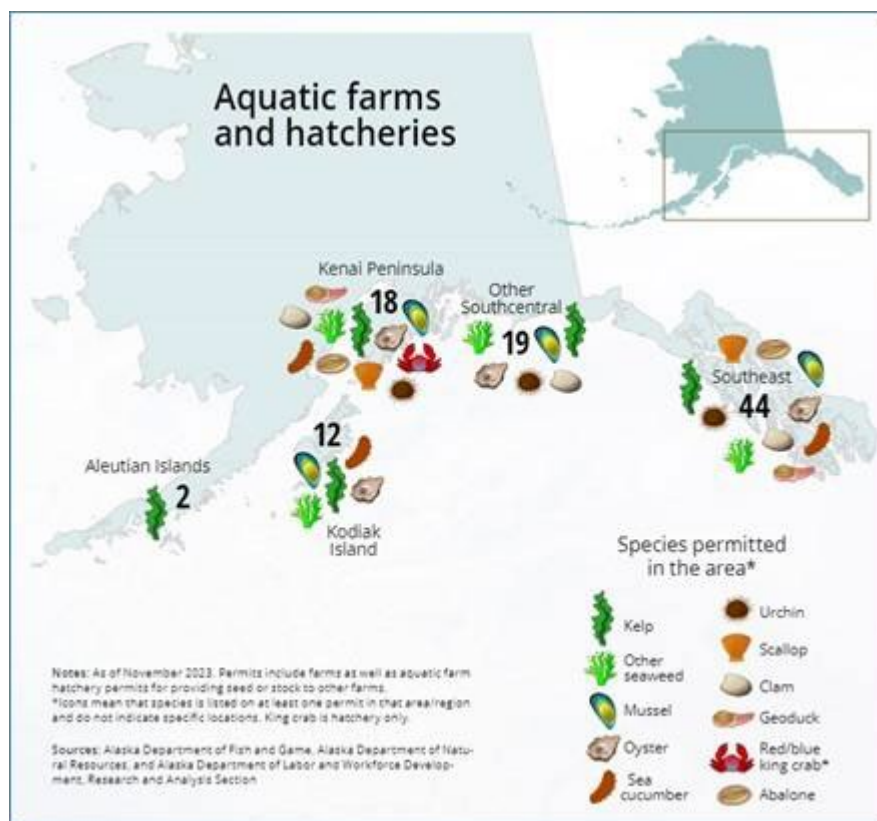 Aquatic farms
and hatcheries
Kenai Peninsula
18
Other
Southcentral
19
Southeast
44
12
Kodiak
Island
Aleutian Islands
2
Species permitted
in the area*
Kelp
Other
seaweed
Mussel
Oyster
Sea
cucumber
Urchin
Scallop
Clam
Geoduck
Red/blue
king crab*
Abalone
Notes: As of November 2023. Permits include farms as well as aquatic farm
hatchery permits for providing seed or stock to other farms.
*Icons mean that species is listed on at least one permit in that area/region
and do not indicate specific locations. King crab is hatchery only.
Sources: Alaska Department of Fish and Game, Alaska Department of Natu-
ral Resources, and Alaska Department of Labor and Workforce Develop-
ment, Research and Analysis Section